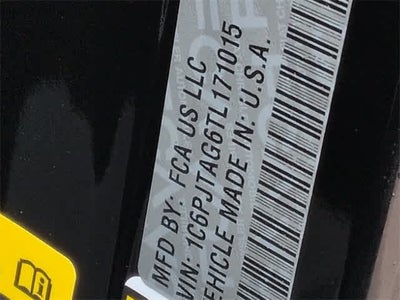 MFD BY: FCA US LLC
VIN: 1C6PJTAG6TL171015
VEHICLE MADE IN: U.S.A.